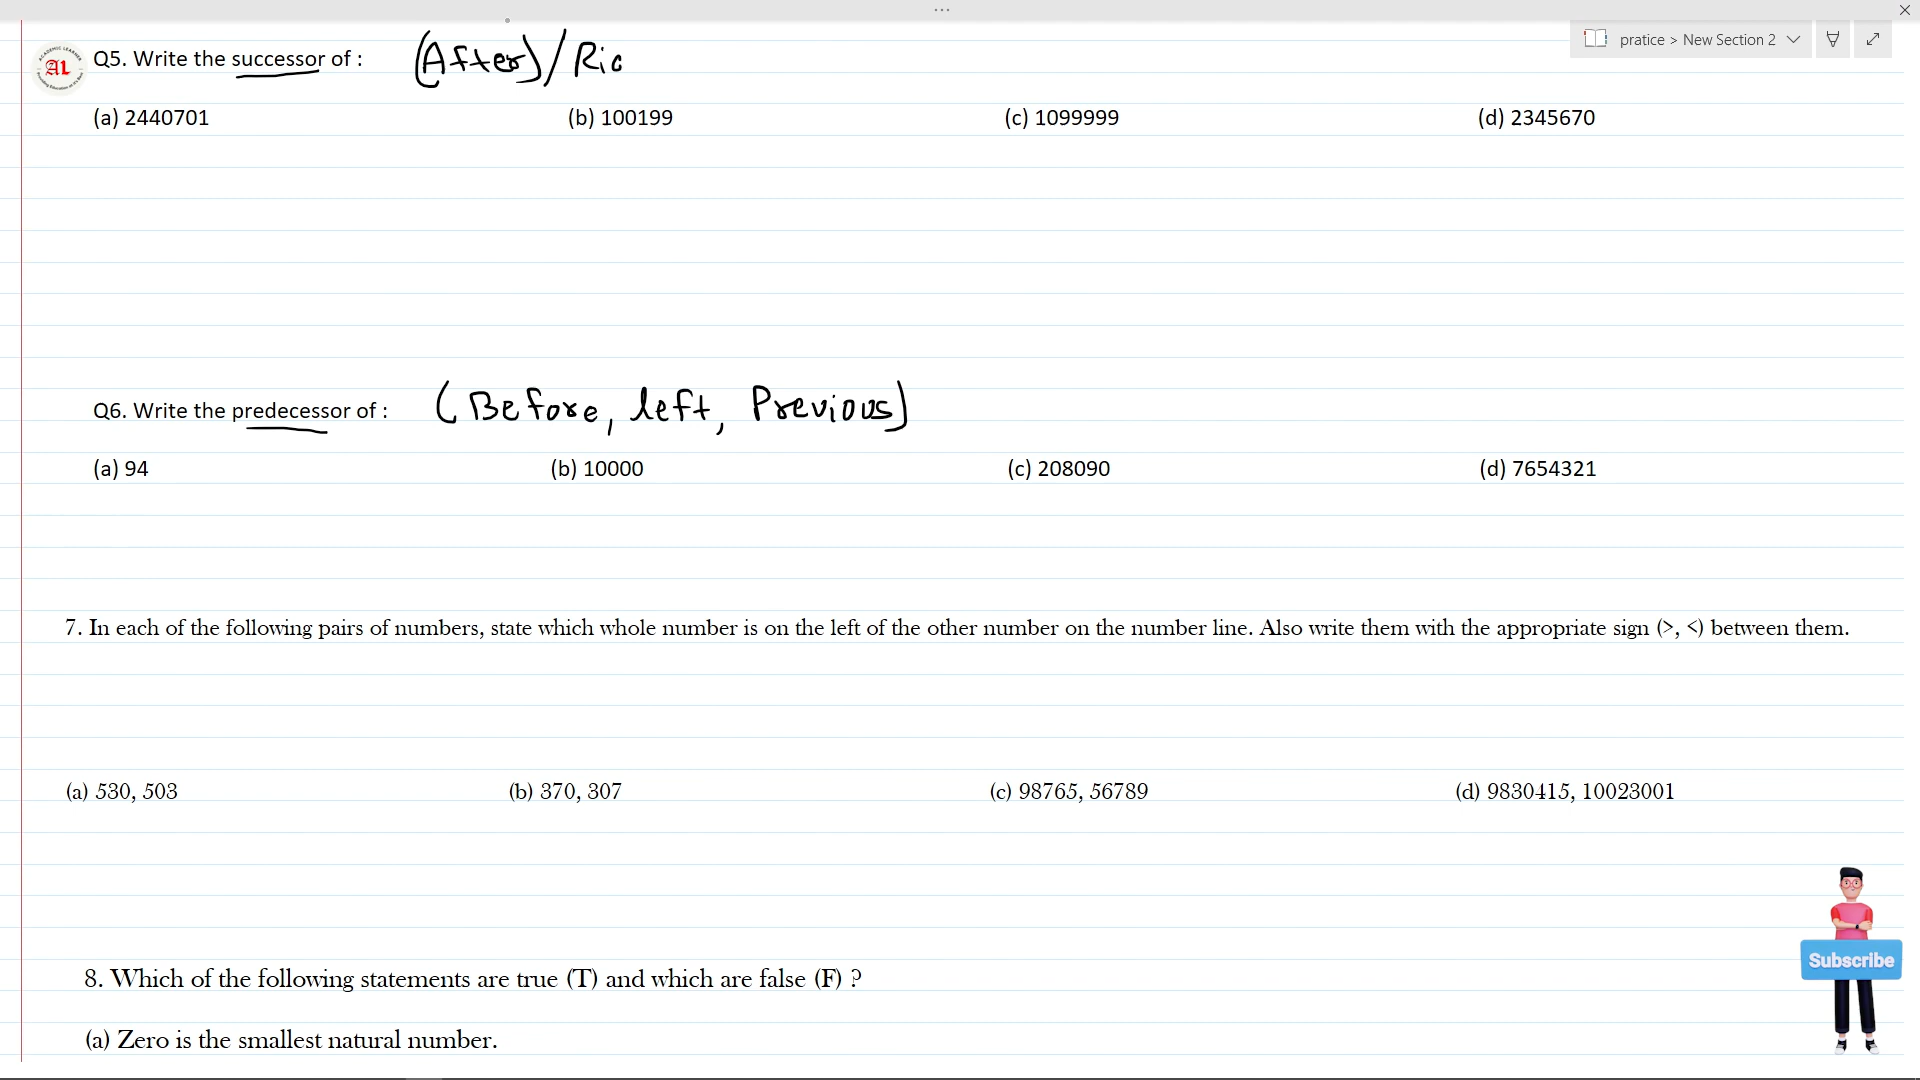 pratice > New Section 2
AL
Q5. Write the successor of : (After) / Ric
(a) 2440701 (b) 100199 (c) 1099999 (d) 2345670
Q6. Write the predecessor of : ( Before, left, Previous)
(a) 94 (b) 10000 (c) 208090 (d) 7654321
7. In each of the following pairs of numbers, state which whole number is on the left of the other number on the number line. Also write them with the appropriate sign (>, <) between them.
(a) 530, 503 (b) 370, 307 (c) 98765, 56789 (d) 9830415, 10023001
Subscribe
8. Which of the following statements are true (T) and which are false (F) ?
(a) Zero is the smallest natural number.